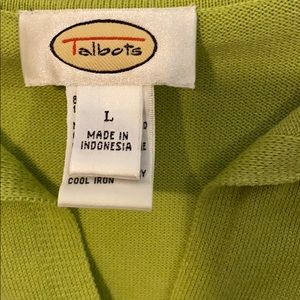 Talbots
L
MADE IN
INDONESIA
COOL IRON